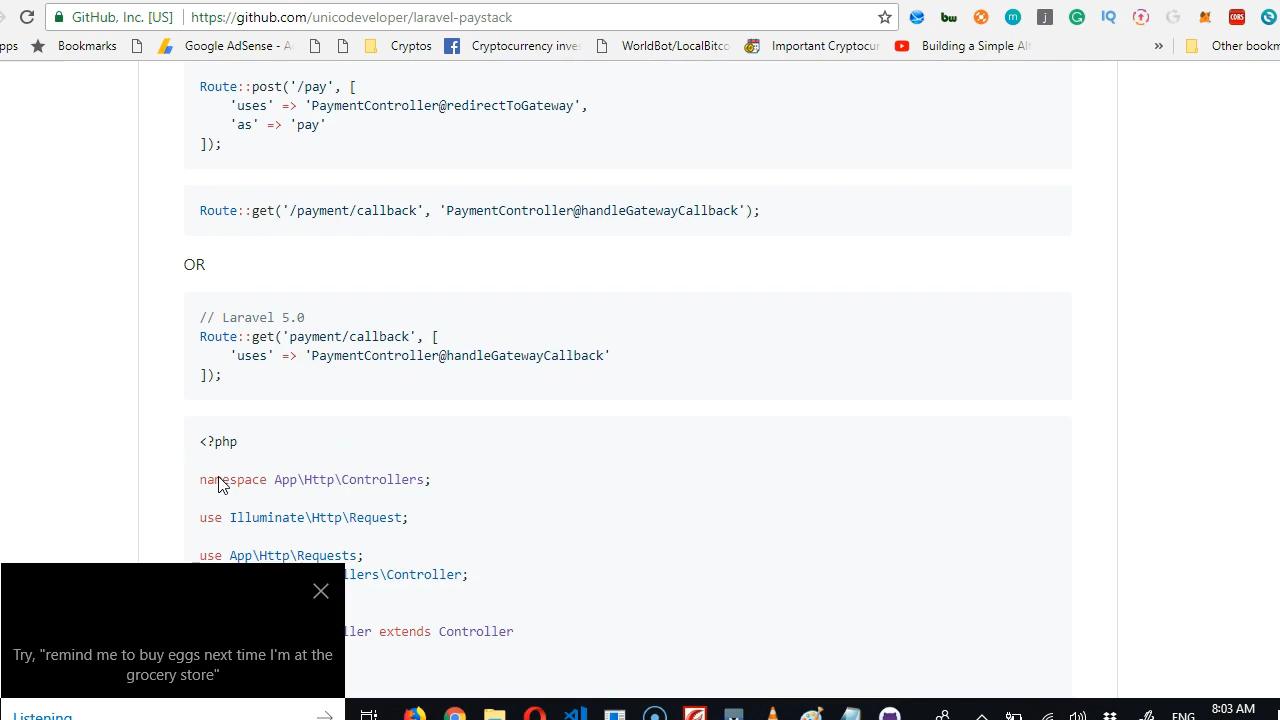 GitHub, Inc. [US]
https://github.com/unicodeveloper/laravel-paystack
pps
Bookmarks
Google AdSense - A
Cryptos
Cryptocurrency inve
WorldBot/LocalBitco
Important Cryptocur
Building a Simple Alt
»
Other bookm
Route::post('/pay', [
'uses' => 'PaymentController@redirectToGateway',
'as' => 'pay'
]);
Route::get('/payment/callback', 'PaymentController@handleGatewayCallback');
OR
// Laravel 5.0
Route::get('payment/callback', [
'uses' => 'PaymentController@handleGatewayCallback'
]);
<?php
namespace App\Http\Controllers;
use Illuminate\Http\Request;
use App\Http\Requests;
llers\Controller;
ller extends Controller
Try, "remind me to buy eggs next time I'm at the
grocery store"
Listening
ENG
8:03 AM